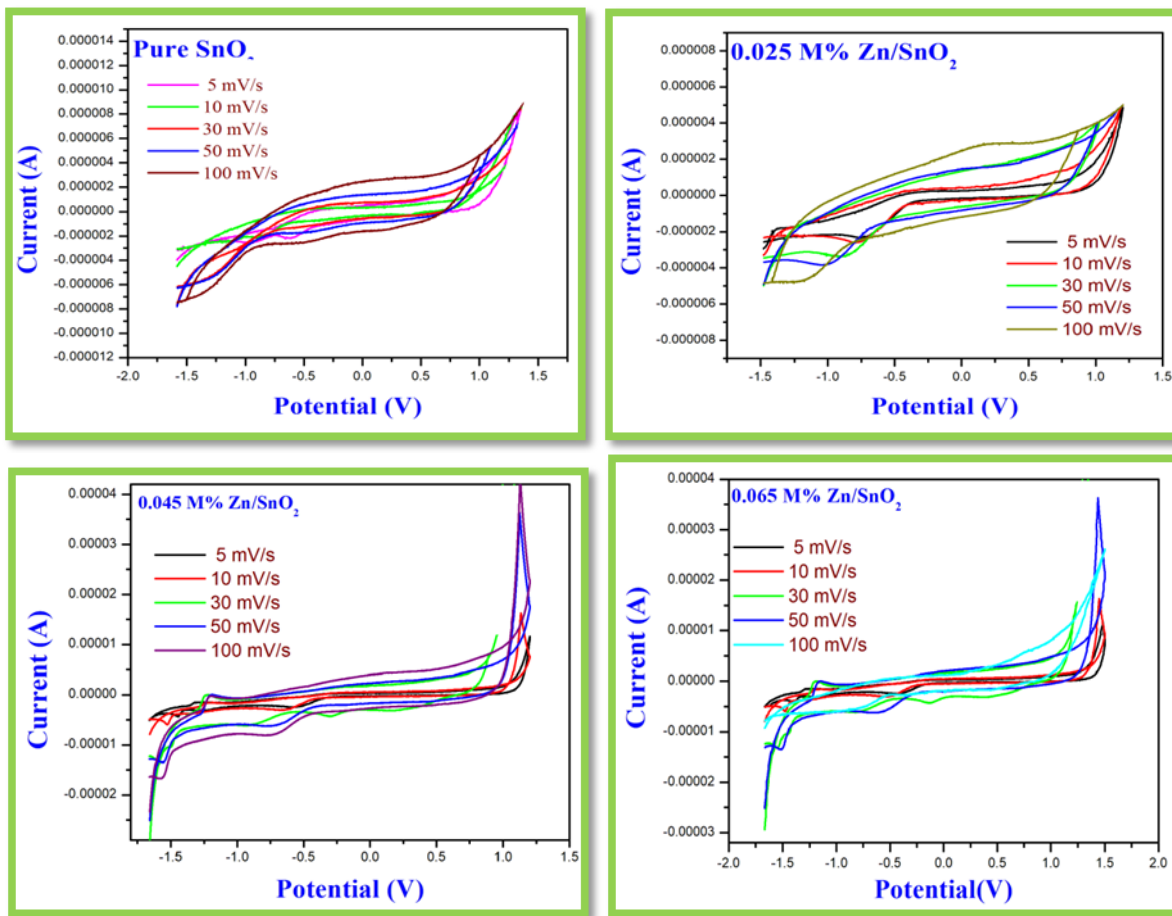 Pure SnO2
5 mV/s
10 mV/s
30 mV/s
50 mV/s
100 mV/s
0.000014
0.000012
0.000010
0.000008
0.000006
0.000004
0.000002
0.000000
-0.000002
-0.000004
-0.000006
-0.000008
-0.000010
-0.000012
Current (A)
-2.0 -1.5 -1.0 -0.5 0.0 0.5 1.0 1.5
Potential (V)
0.025 M% Zn/SnO2
0.000008
0.000006
0.000004
0.000002
0.000000
-0.000002
-0.000004
-0.000006
-0.000008
Current (A)
5 mV/s
10 mV/s
30 mV/s
50 mV/s
100 mV/s
-1.5 -1.0 -0.5 0.0 0.5 1.0 1.5
Potential (V)
0.045 M% Zn/SnO2
5 mV/s
10 mV/s
30 mV/s
50 mV/s
100 mV/s
0.00004
0.00003
0.00002
0.00001
0.00000
-0.00001
-0.00002
Current (A)
-1.5 -1.0 -0.5 0.0 0.5 1.0 1.5
Potential (V)
0.065 M% Zn/SnO2
5 mV/s
10 mV/s
30 mV/s
50 mV/s
100 mV/s
0.00004
0.00003
0.00002
0.00001
0.00000
-0.00001
-0.00002
-0.00003
Current (A)
-2.0 -1.5 -1.0 -0.5 0.0 0.5 1.0 1.5 2.0
Potential(V)